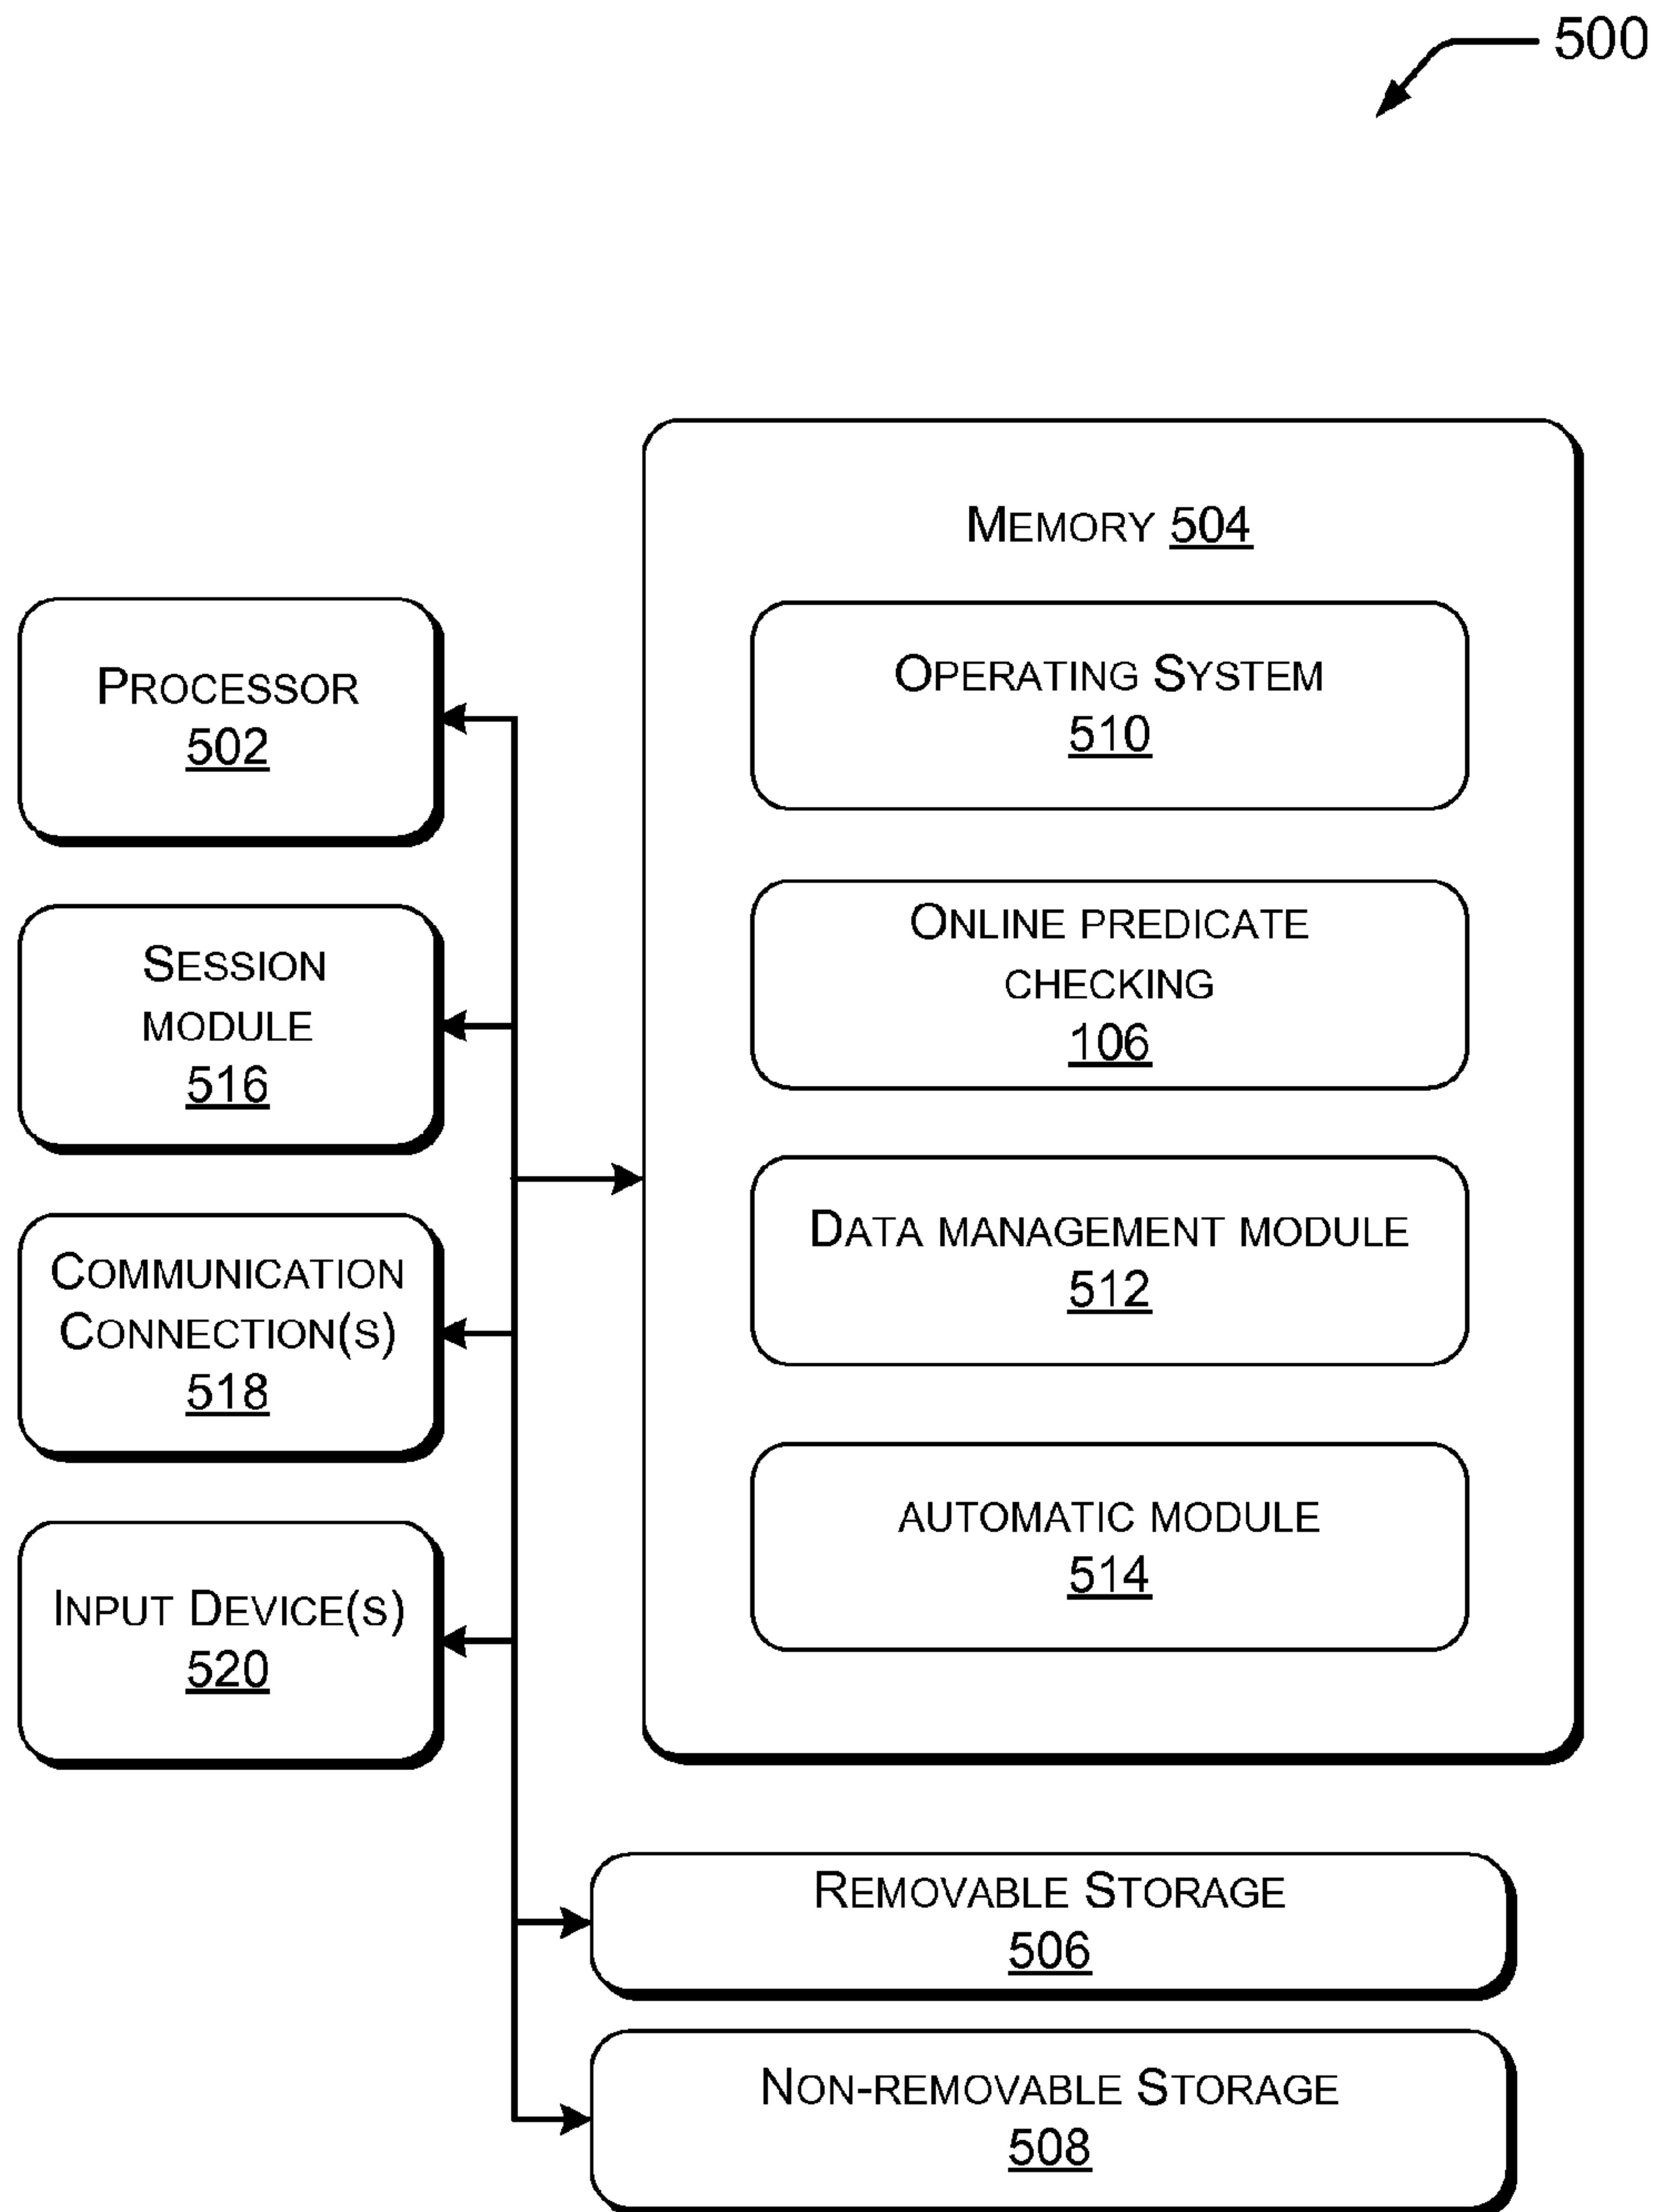 500
MEMORY 504
OPERATING SYSTEM
510
ONLINE PREDICATE
CHECKING
106
DATA MANAGEMENT MODULE
512
AUTOMATIC MODULE
514
PROCESSOR
502
SESSION
MODULE
516
COMMUNICATION
CONNECTION(S)
518
INPUT DEVICE(S)
520
REMOVABLE STORAGE
506
NON-REMOVABLE STORAGE
508